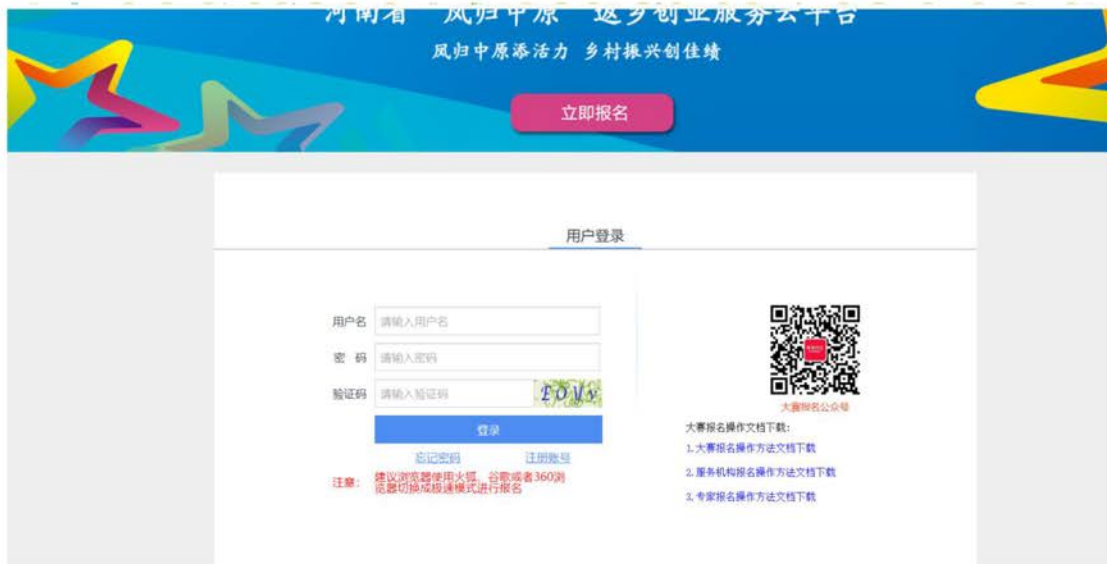 河南省“凤归中原”返乡创业服务云平台
凤归中原添活力 乡村振兴创佳绩
立即报名
用户登录
用户名 请输入用户名
密 码 请输入密码
验证码 请输入验证码
登录
忘记密码 注册账号
注意： 建议浏览器使用火狐、谷歌或者360浏
览器切换成极速模式进行报名
大赛报名公众号
大赛报名操作文档下载：
1.大赛报名操作方法文档下载
2.服务机构报名操作方法文档下载
3.专家报名操作方法文档下载